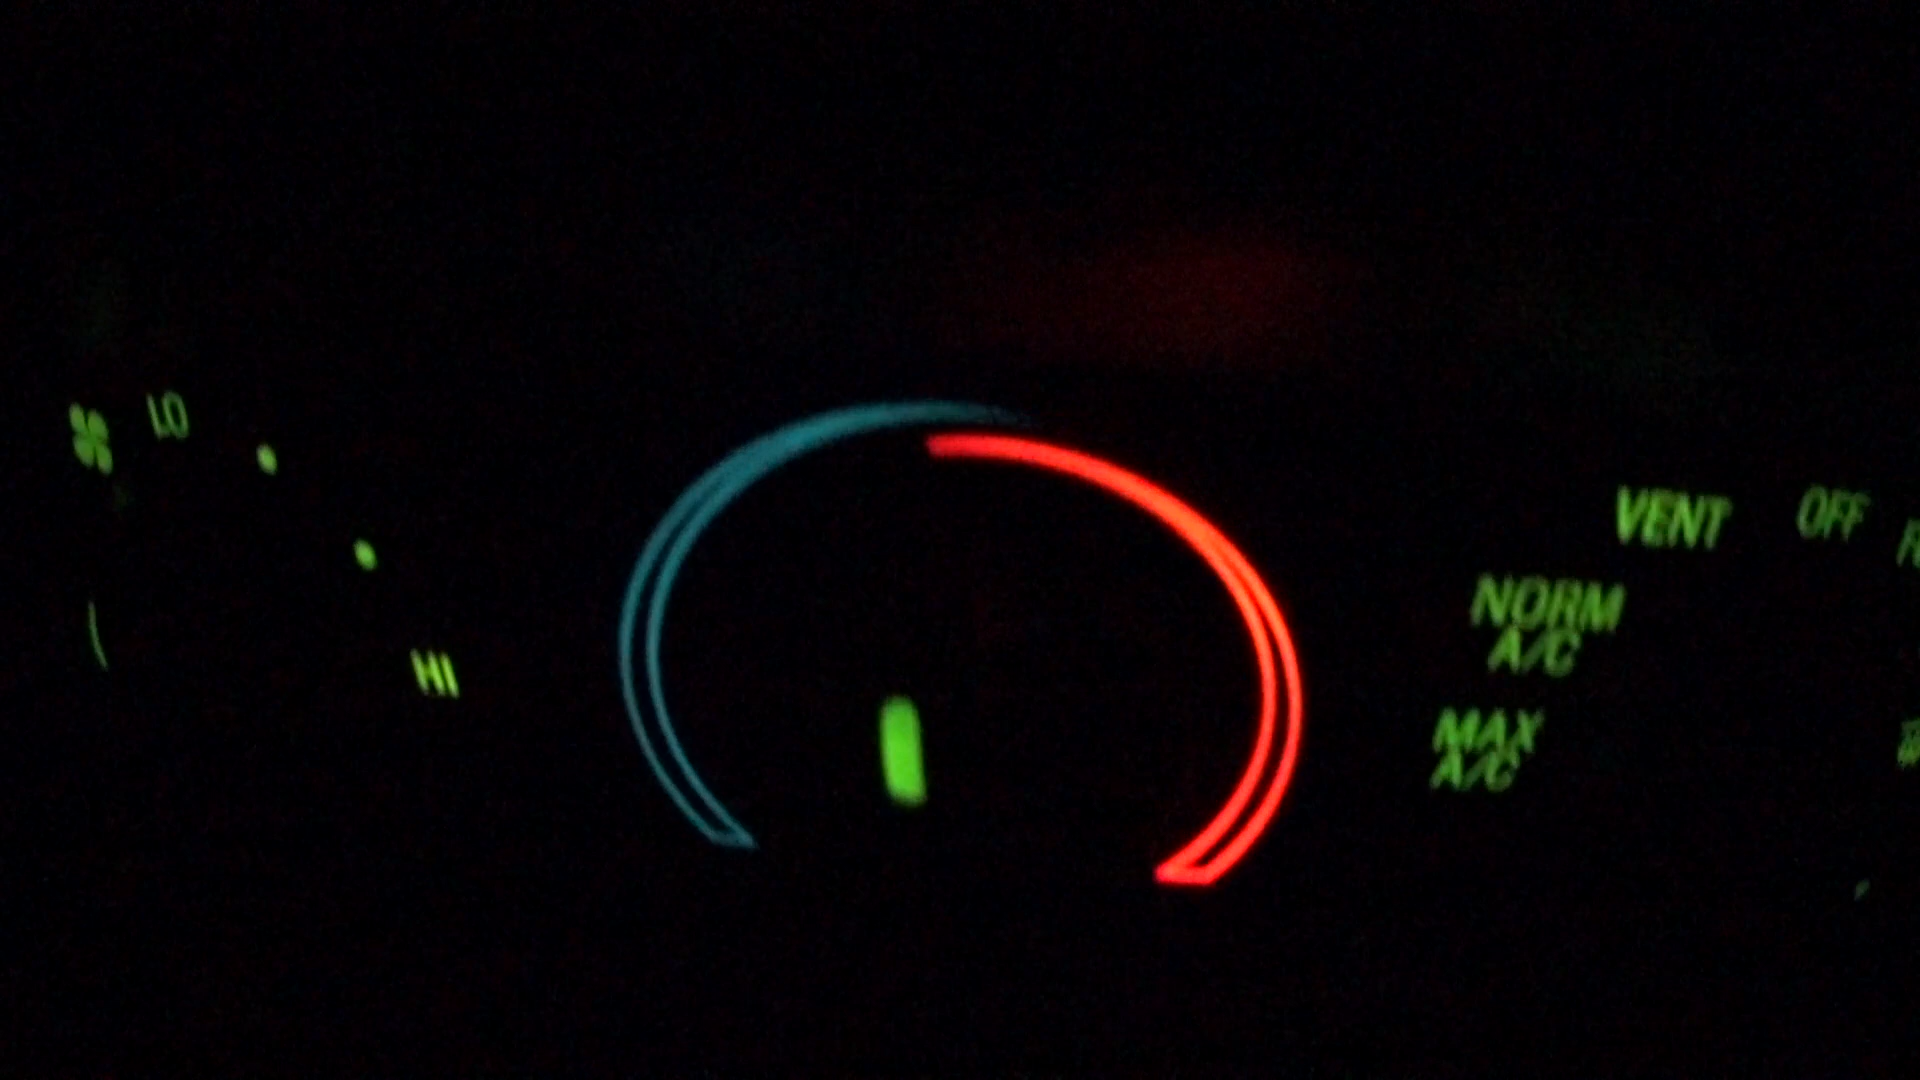 LO
HI
VENT
OFF
NORM
A/C
MAX
A/C